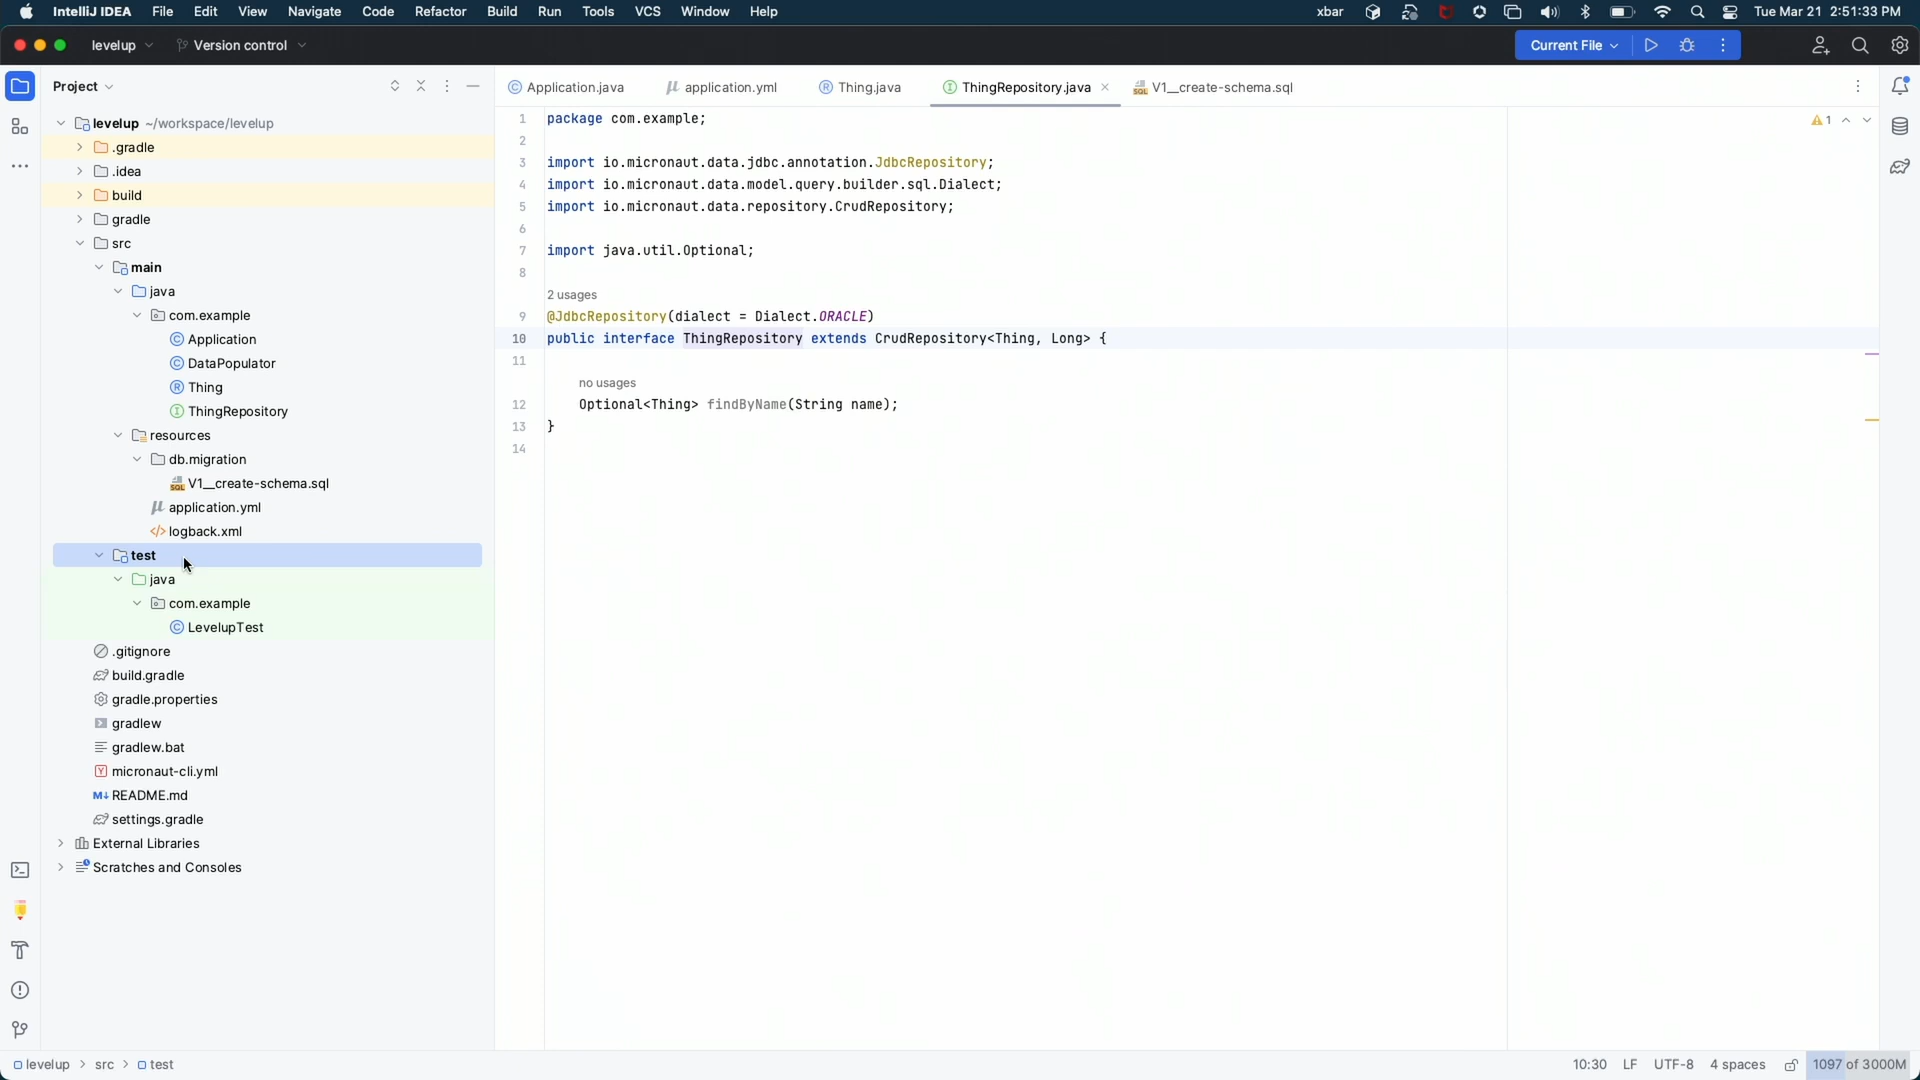 IntelliJ IDEA File Edit View Navigate Code Refactor Build Run Tools VCS Window Help xbar Tue Mar 21 2:51:33 PM
levelup Version control Current File
Project
Application.java application.yml Thing.java ThingRepository.java V1__create-schema.sql
levelup ~/workspace/levelup
.gradle
.idea
build
gradle
src
main
java
com.example
Application
DataPopulator
Thing
ThingRepository
resources
db.migration
V1__create-schema.sql
application.yml
logback.xml
test
java
com.example
LevelupTest
.gitignore
build.gradle
gradle.properties
gradlew
gradlew.bat
micronaut-cli.yml
README.md
settings.gradle
External Libraries
Scratches and Consoles
1 package com.example;
1
2
3 import io.micronaut.data.jdbc.annotation.JdbcRepository;
4 import io.micronaut.data.model.query.builder.sql.Dialect;
5 import io.micronaut.data.repository.CrudRepository;
6
7 import java.util.Optional;
8
2 usages
9 @JdbcRepository(dialect = Dialect.ORACLE)
10 public interface ThingRepository extends CrudRepository<Thing, Long> {
11
no usages
12 Optional<Thing> findByName(String name);
13 }
14
levelup > src > test 10:30 LF UTF-8 4 spaces 1097 of 3000M